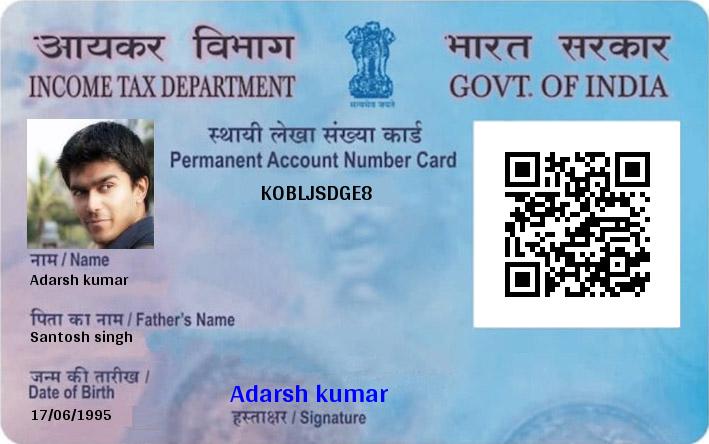 आयकर विभाग
INCOME TAX DEPARTMENT
सत्यमेव जयते
भारत सरकार
GOVT. OF INDIA
स्थायी लेखा संख्या कार्ड
Permanent Account Number Card
KOBLJSDGE8
नाम / Name
Adarsh kumar
पिता का नाम / Father's Name
Santosh singh
जन्म की तारीख /
Date of Birth
17/06/1995
Adarsh kumar
हस्ताक्षर / Signature